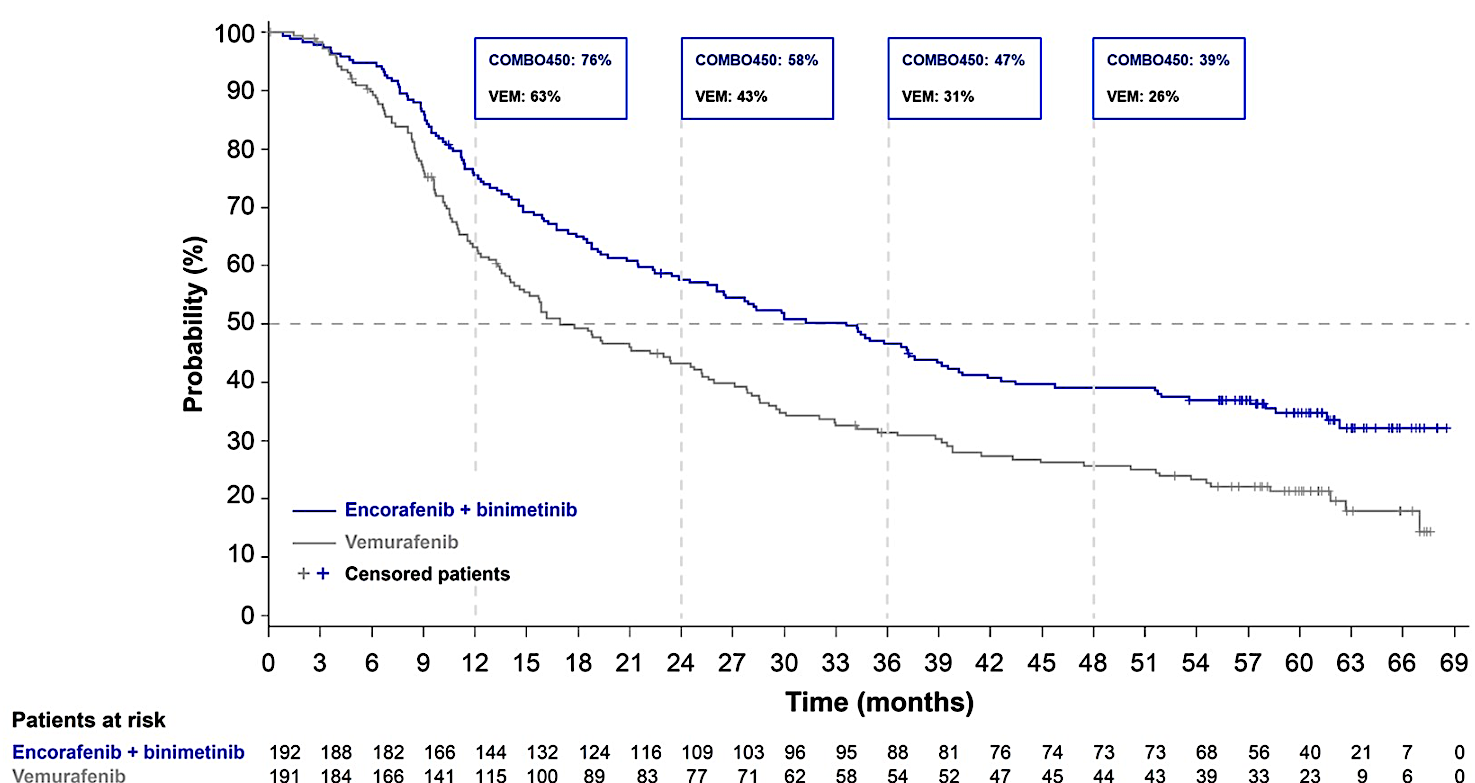 100
90
80
70
60
50
40
30
20
10
0
Probability (%)
COMBO450: 76%
VEM: 63%
COMBO450: 58%
VEM: 43%
COMBO450: 47%
VEM: 31%
COMBO450: 39%
VEM: 26%
Encorafenib + binimetinib
Vemurafenib
Censored patients
0 3 6 9 12 15 18 21 24 27 30 33 36 39 42 45 48 51 54 57 60 63 66 69
Time (months)
Patients at risk
Encorafenib + binimetinib 192 188 182 166 144 132 124 116 109 103 96 95 88 81 76 74 73 73 68 56 40 21 7 0
Vemurafenib 191 184 166 141 115 100 89 83 77 71 62 58 54 52 47 45 44 43 39 33 23 9 6 0